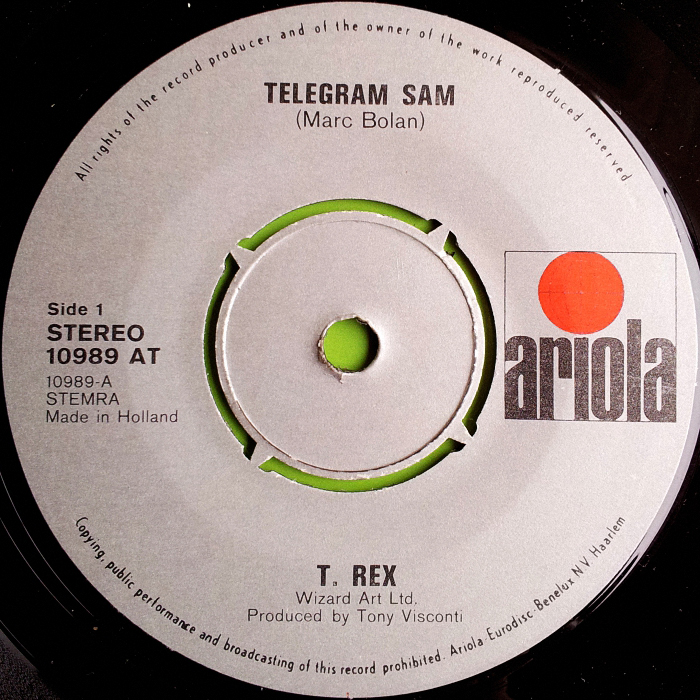 All rights of the record producer and of the owner of the work reproduced reserved
TELEGRAM SAM
(Marc Bolan)
Side 1
STEREO
10989 AT
10989-A
STEMRA
Made in Holland
ariola
T. REX
Wizard Art Ltd.
Produced by Tony Visconti
Copying, public performance and broadcasting of this record prohibited. Ariola Eurodisc Benelux NV Haarlem